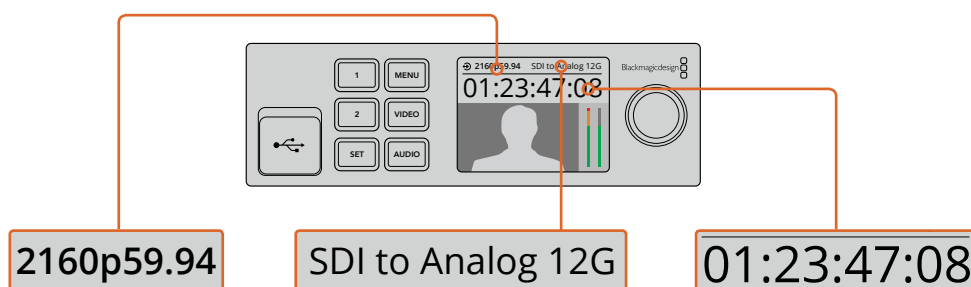 1
MENU
2
VIDEO
SET
AUDIO
2160p59.94 SDI to Analog 12G
01:23:47:08
Blackmagicdesign
2160p59.94
SDI to Analog 12G
01:23:47:08